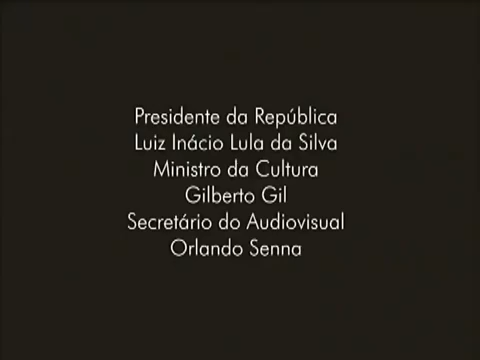 Presidente da República
Luiz Inácio Lula da Silva
Ministro da Cultura
Gilberto Gil
Secretário do Audiovisual
Orlando Senna